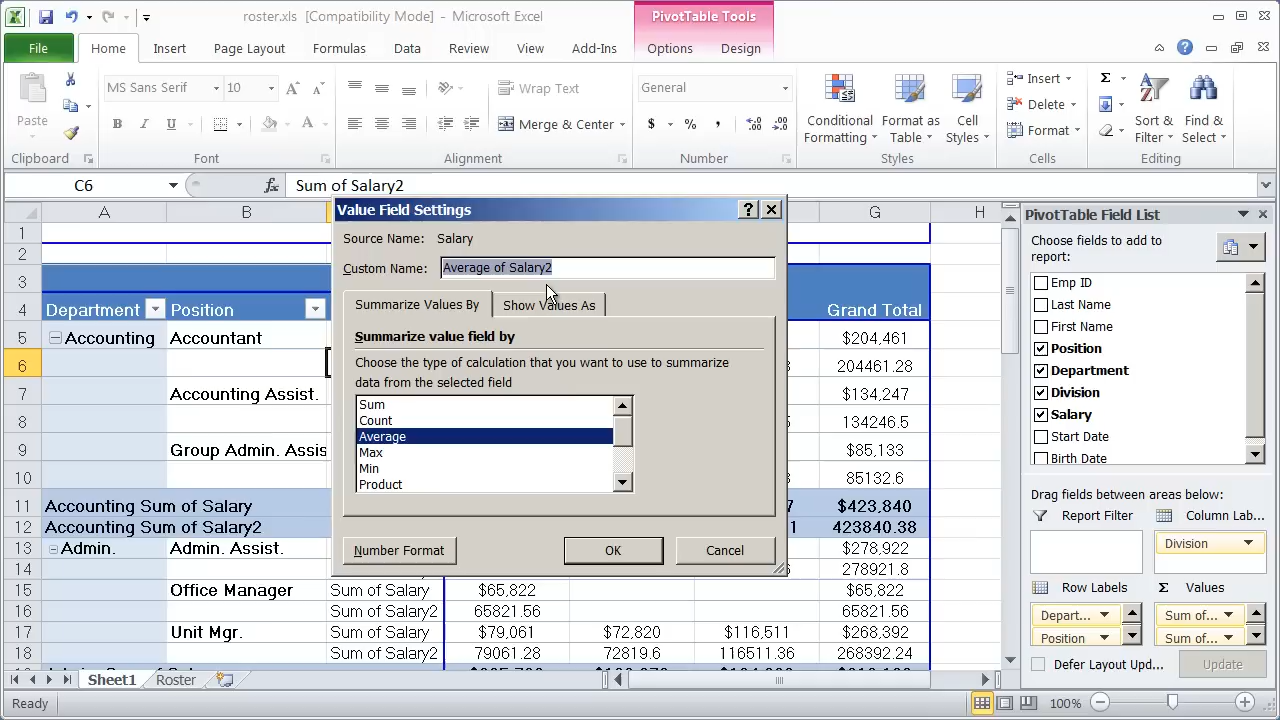 roster.xls [Compatibility Mode] - Microsoft Excel
PivotTable Tools
File Home Insert Page Layout Formulas Data Review View Add-Ins Options Design
Paste
Clipboard
MS Sans Serif 10
B I U
Font
Wrap Text
Merge & Center
Alignment
General
$ % ,
Number
Conditional Formatting
Format as Table
Cell Styles
Styles
Insert
Delete
Format
Cells
Σ
Sort & Filter
Find & Select
Editing
C6 fx Sum of Salary2
A B G H
1
2
3
4 Department Position Grand Total
5 Accounting Accountant $204,461
6 204461.28
7 Accounting Assist. $134,247
8 134246.5
9 Group Admin. Assis $85,133
10 85132.6
11 Accounting Sum of Salary $423,840
12 Accounting Sum of Salary2 423840.38
13 Admin. Admin. Assist. $278,922
14 278921.8
15 Office Manager Sum of Salary $65,822 $65,822
16 Sum of Salary2 65821.56 65821.56
17 Unit Mgr. Sum of Salary $79,061 $72,820 $116,511 $268,392
18 Sum of Salary2 79061.28 72819.6 116511.36 268392.24
Value Field Settings
Source Name: Salary
Custom Name: Average of Salary2
Summarize Values By Show Values As
Summarize value field by
Choose the type of calculation that you want to use to summarize
data from the selected field
Sum
Count
Average
Max
Min
Product
Number Format OK Cancel
PivotTable Field List
Choose fields to add to
report:
Emp ID
Last Name
First Name
Position
Department
Division
Salary
Start Date
Birth Date
Drag fields between areas below:
Report Filter Column Lab...
Division
Row Labels Σ Values
Depart... Sum of...
Position Sum of...
Defer Layout Upd... Update
Sheet1 Roster
Ready 100%